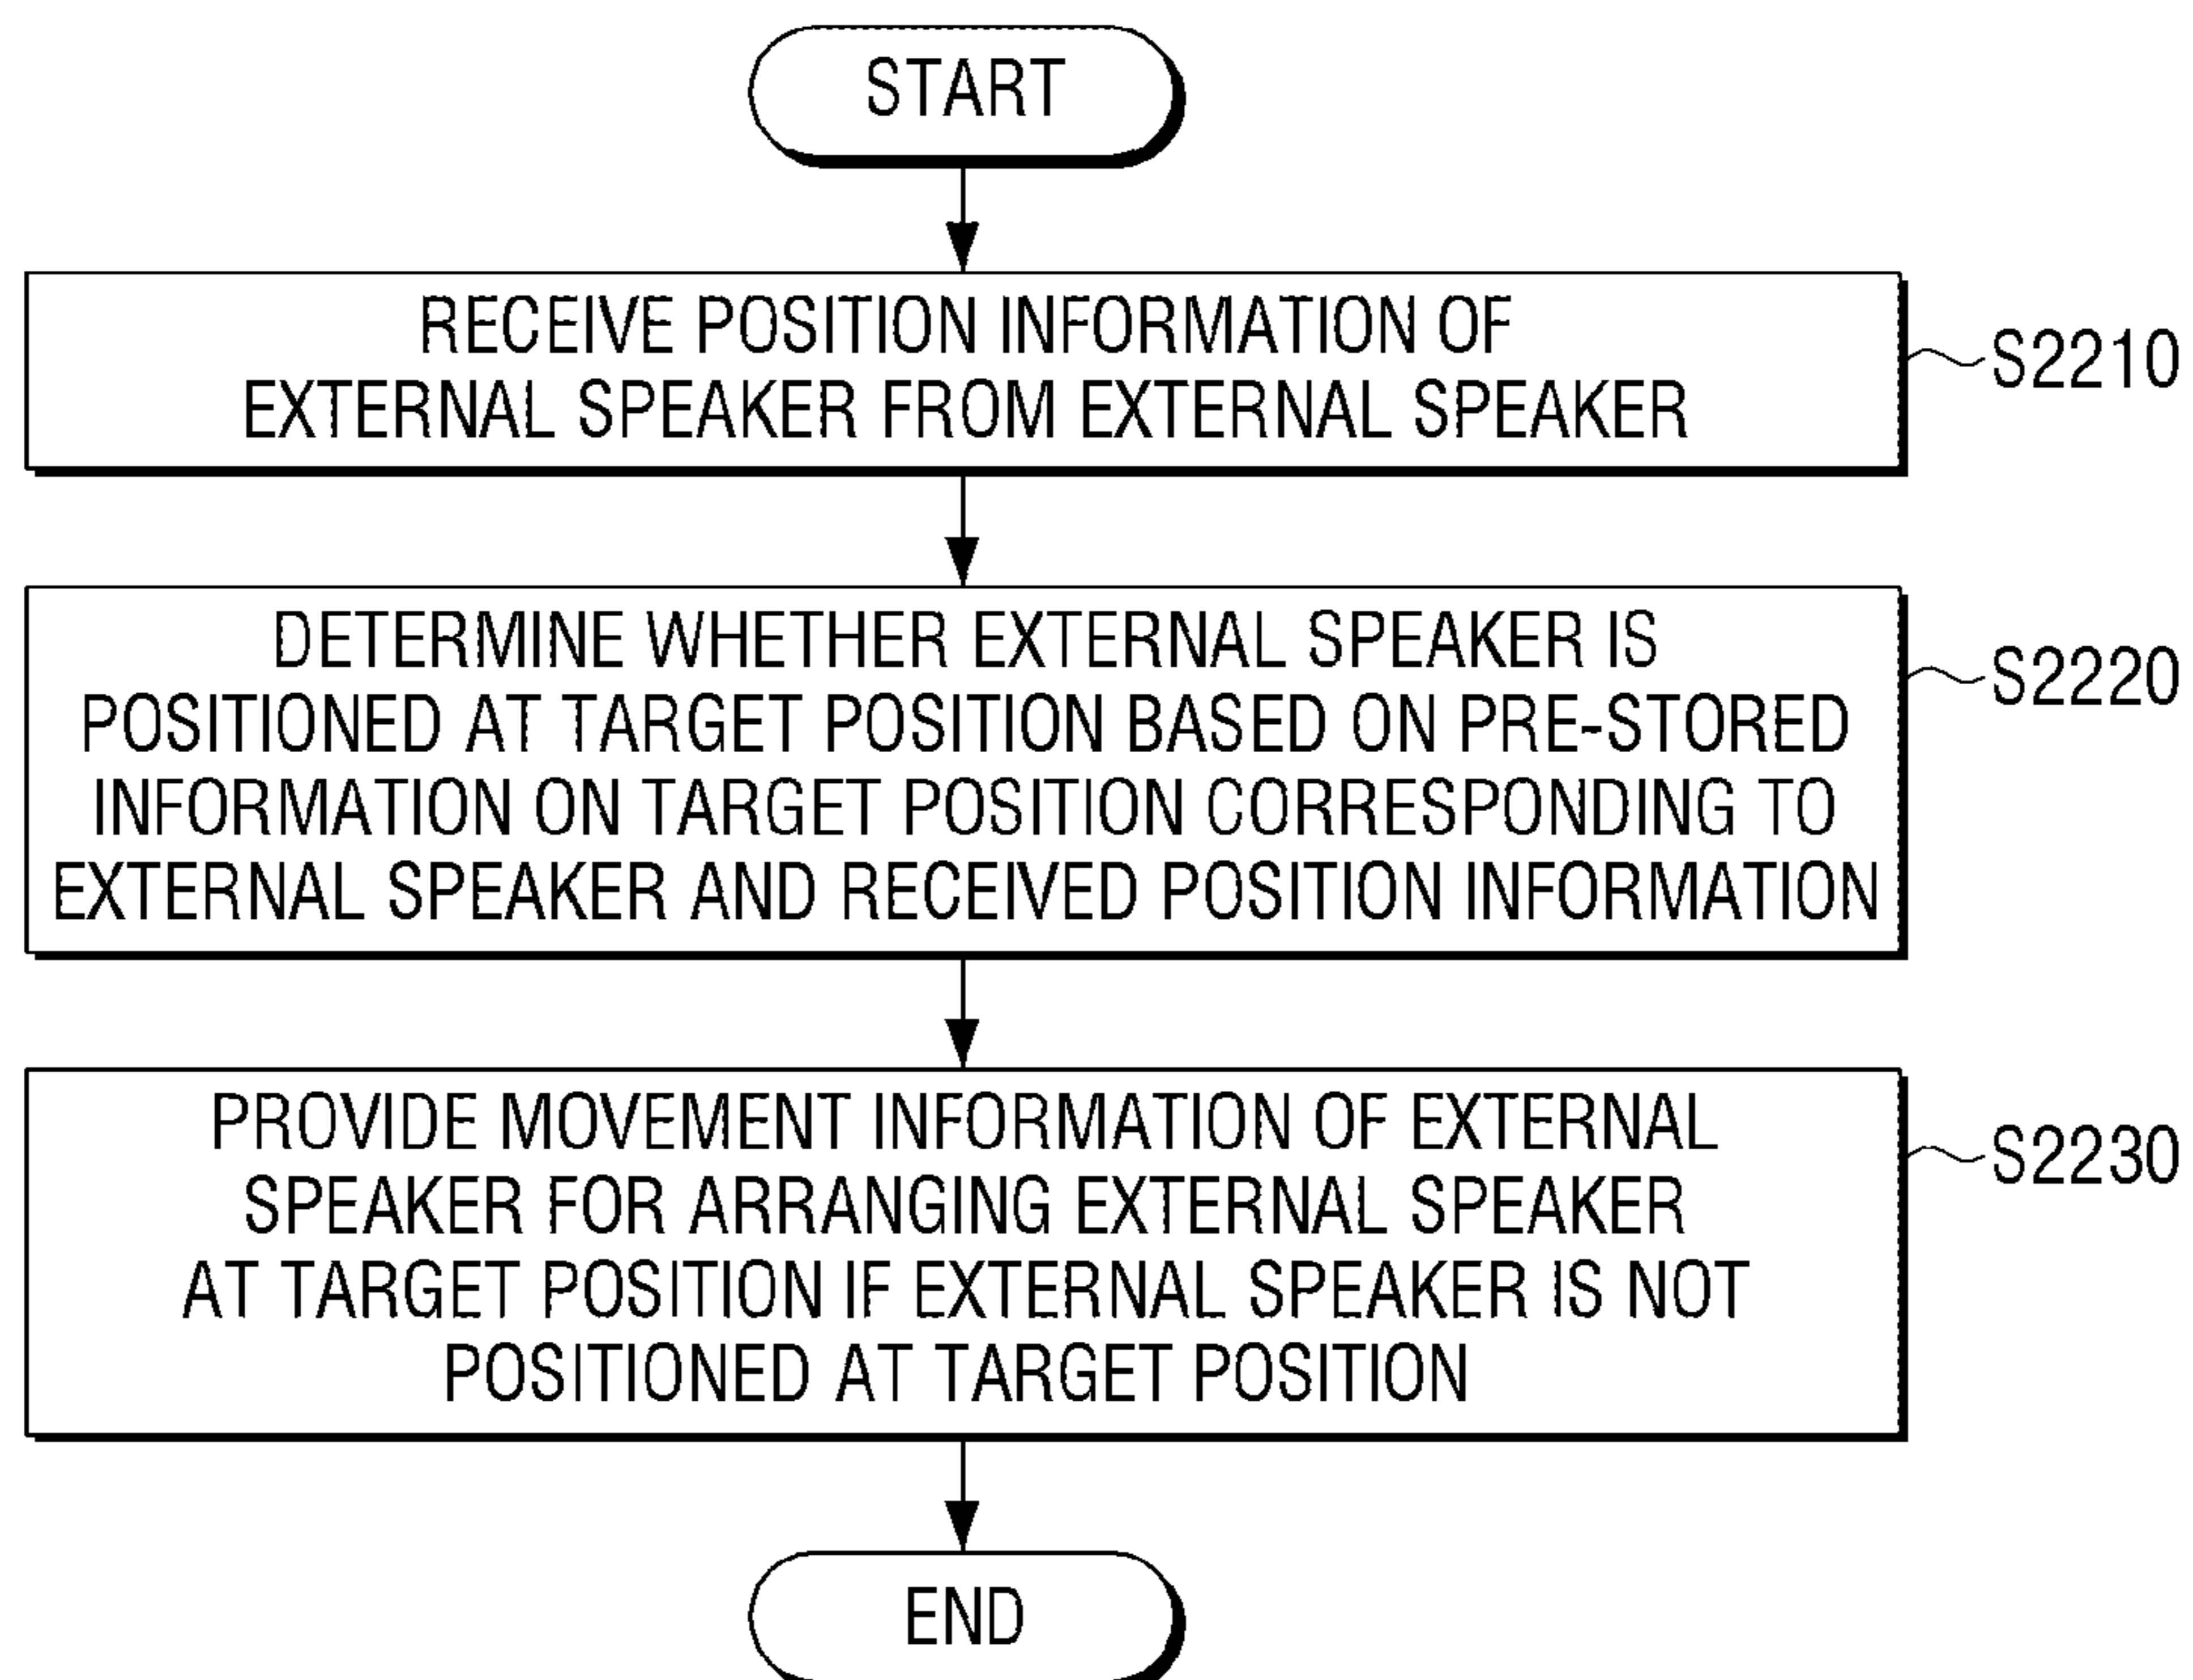 START
RECEIVE POSITION INFORMATION OF
EXTERNAL SPEAKER FROM EXTERNAL SPEAKER
S2210
DETERMINE WHETHER EXTERNAL SPEAKER IS
POSITIONED AT TARGET POSITION BASED ON PRE-STORED
INFORMATION ON TARGET POSITION CORRESPONDING TO
EXTERNAL SPEAKER AND RECEIVED POSITION INFORMATION
S2220
PROVIDE MOVEMENT INFORMATION OF EXTERNAL
SPEAKER FOR ARRANGING EXTERNAL SPEAKER
AT TARGET POSITION IF EXTERNAL SPEAKER IS NOT
POSITIONED AT TARGET POSITION
S2230
END